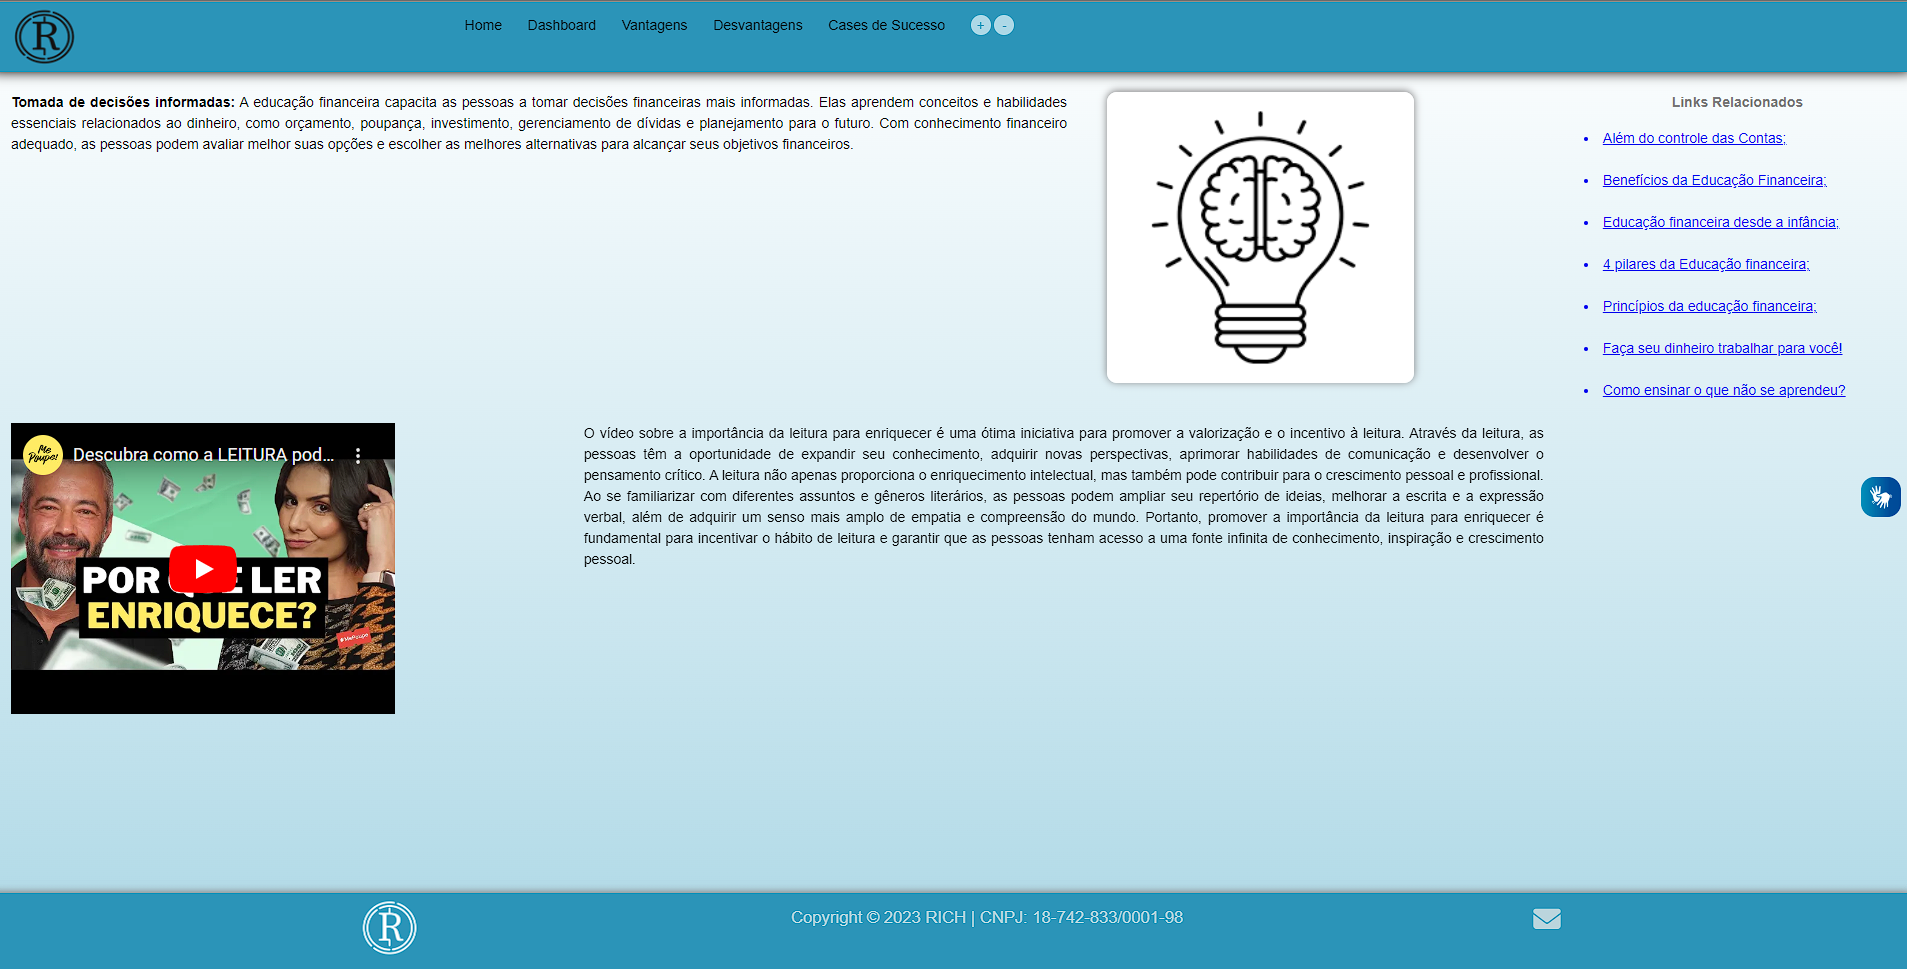 R
Home Dashboard Vantagens Desvantagens Cases de Sucesso + -
Tomada de decisões informadas: A educação financeira capacita as pessoas a tomar decisões financeiras mais informadas. Elas aprendem conceitos e habilidades
essenciais relacionados ao dinheiro, como orçamento, poupança, investimento, gerenciamento de dívidas e planejamento para o futuro. Com conhecimento financeiro
adequado, as pessoas podem avaliar melhor suas opções e escolher as melhores alternativas para alcançar seus objetivos financeiros.
Links Relacionados
Além do controle das Contas;
Benefícios da Educação Financeira;
Educação financeira desde a infância;
4 pilares da Educação financeira;
Princípios da educação financeira;
Faça seu dinheiro trabalhar para você!
Como ensinar o que não se aprendeu?
Me
Poupe!
Descubra como a LEITURA pod...
POR QUE LER
ENRIQUECE?
#MePoupe
O vídeo sobre a importância da leitura para enriquecer é uma ótima iniciativa para promover a valorização e o incentivo à leitura. Através da leitura, as
pessoas têm a oportunidade de expandir seu conhecimento, adquirir novas perspectivas, aprimorar habilidades de comunicação e desenvolver o
pensamento crítico. A leitura não apenas proporciona o enriquecimento intelectual, mas também pode contribuir para o crescimento pessoal e profissional.
Ao se familiarizar com diferentes assuntos e gêneros literários, as pessoas podem ampliar seu repertório de ideias, melhorar a escrita e a expressão
verbal, além de adquirir um senso mais amplo de empatia e compreensão do mundo. Portanto, promover a importância da leitura para enriquecer é
fundamental para incentivar o hábito de leitura e garantir que as pessoas tenham acesso a uma fonte infinita de conhecimento, inspiração e crescimento
pessoal.
R
Copyright © 2023 RICH | CNPJ: 18-742-833/0001-98